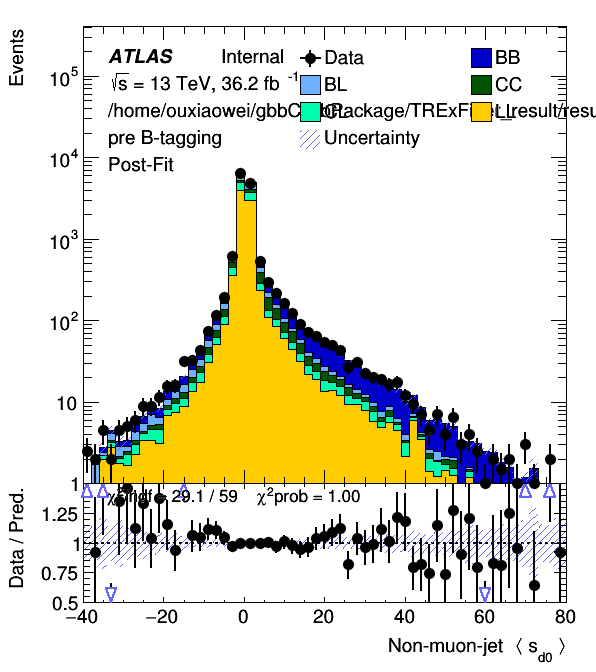 Events
ATLAS Internal
√s = 13 TeV, 36.2 fb⁻¹
pre B-tagging
Post-Fit
Data
BB
BL
CC
CL
LL
Uncertainty
10⁵
10⁴
10³
10²
10
1
/ndf = 29.1 / 59 χ²prob = 1.00
Data / Pred.
1.25
1
0.75
0.5
−40 −20 0 20 40 60 80
Non-muon-jet ⟨ s_d0 ⟩